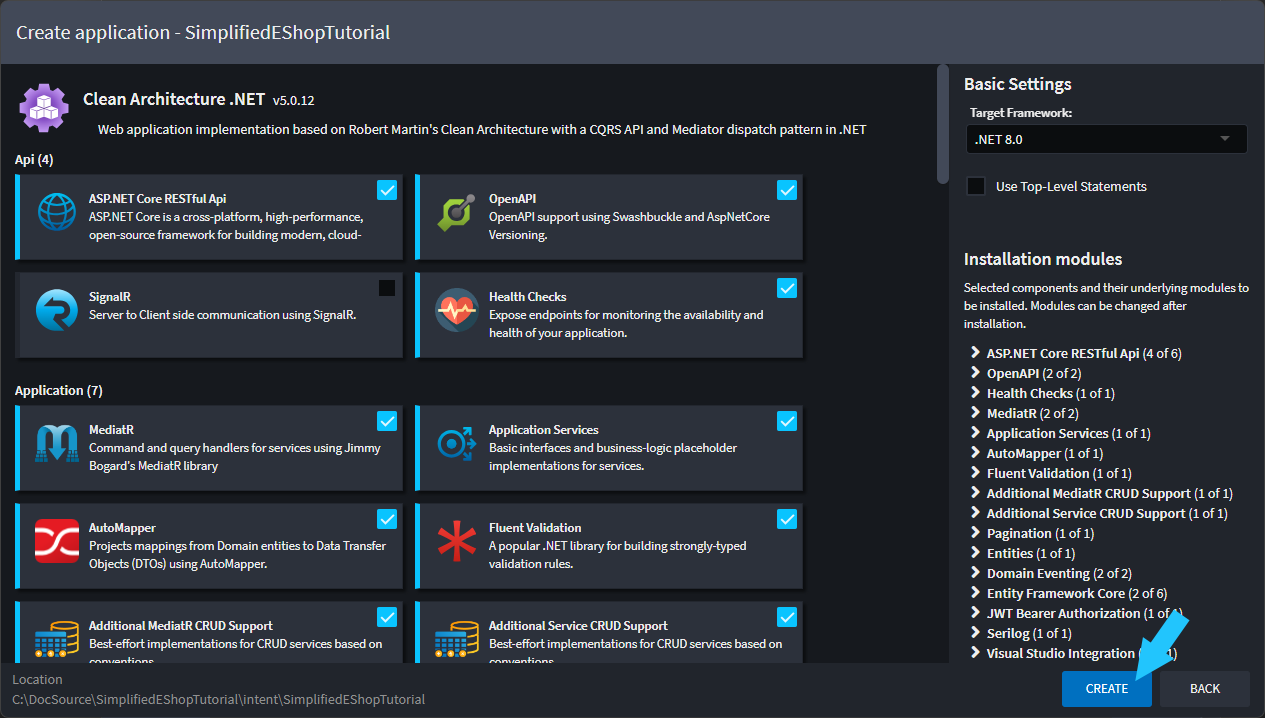 Create application - SimplifiedEShopTutorial
Clean Architecture .NET v5.0.12
Web application implementation based on Robert Martin's Clean Architecture with a CQRS API and Mediator dispatch pattern in .NET
Api (4)
ASP.NET Core RESTful Api
ASP.NET Core is a cross-platform, high-performance,
open-source framework for building modern, cloud-
OpenAPI
OpenAPI support using Swashbuckle and AspNetCore
Versioning.
SignalR
Server to Client side communication using SignalR.
Health Checks
Expose endpoints for monitoring the availability and
health of your application.
Application (7)
MediatR
Command and query handlers for services using Jimmy
Bogard's MediatR library
Application Services
Basic interfaces and business-logic placeholder
implementations for services.
AutoMapper
Projects mappings from Domain entities to Data Transfer
Objects (DTOs) using AutoMapper.
Fluent Validation
A popular .NET library for building strongly-typed
validation rules.
Additional MediatR CRUD Support
Best-effort implementations for CRUD services based on
conventions
Additional Service CRUD Support
Best-effort implementations for CRUD services based on
conventions
Basic Settings
Target Framework:
.NET 8.0
Use Top-Level Statements
Installation modules
Selected components and their underlying modules to
be installed. Modules can be changed after
installation.
ASP.NET Core RESTful Api (4 of 6)
OpenAPI (2 of 2)
Health Checks (1 of 1)
MediatR (2 of 2)
Application Services (1 of 1)
AutoMapper (1 of 1)
Fluent Validation (1 of 1)
Additional MediatR CRUD Support (1 of 1)
Additional Service CRUD Support (1 of 1)
Pagination (1 of 1)
Entities (1 of 1)
Domain Eventing (2 of 2)
Entity Framework Core (2 of 6)
JWT Bearer Authorization (1 of
Serilog (1 of 1)
Visual Studio Integration
Location
C:\DocSource\SimplifiedEShopTutorial\intent\SimplifiedEShopTutorial
CREATE
BACK